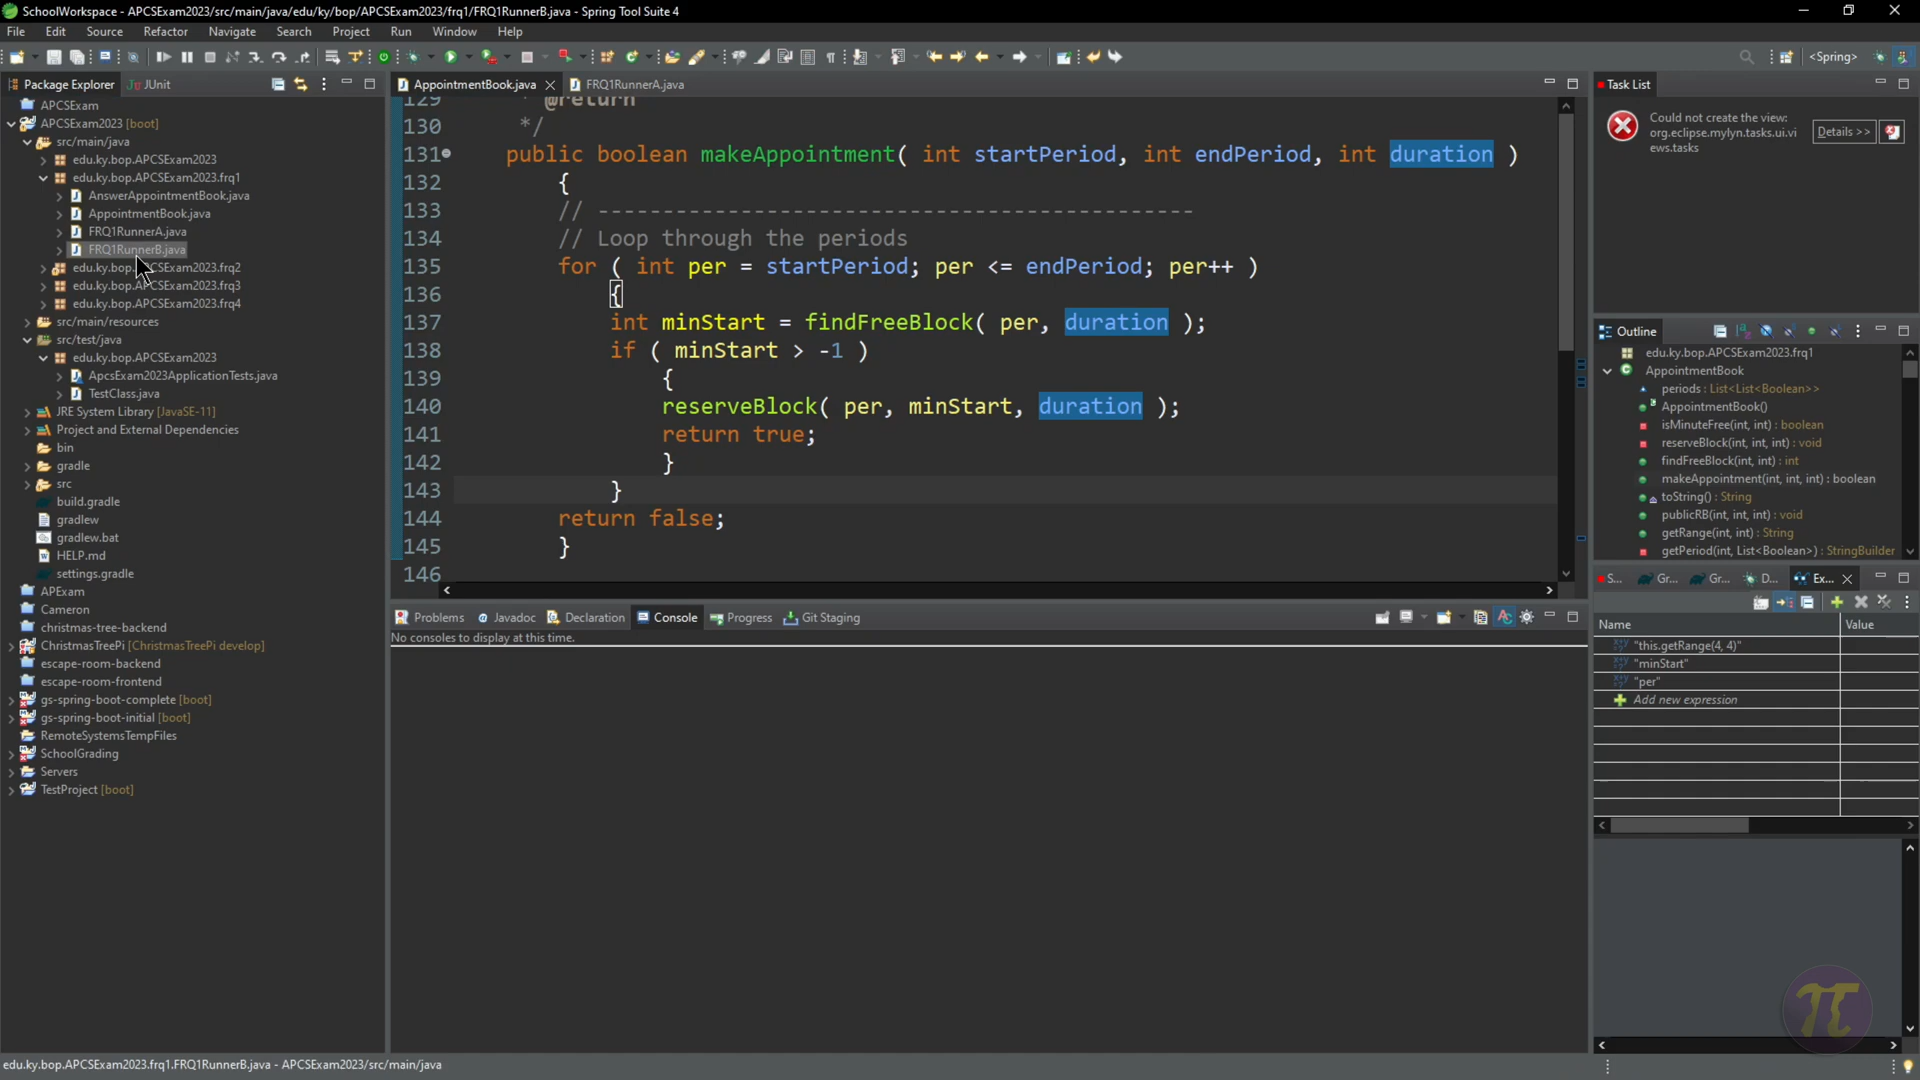 SchoolWorkspace - APCSExam2023/src/main/java/edu/ky/bop/APCSExam2023/frq1/FRQ1RunnerB.java - Spring Tool Suite 4
File Edit Source Refactor Navigate Search Project Run Window Help
<Spring>
Package Explorer JUnit
APCSExam
APCSExam2023 [boot]
src/main/java
edu.ky.bop.APCSExam2023
edu.ky.bop.APCSExam2023.frq1
AnswerAppointmentBook.java
AppointmentBook.java
FRQ1RunnerA.java
FRQ1RunnerB.java
edu.ky.bop.APCSExam2023.frq2
edu.ky.bop.APCSExam2023.frq3
edu.ky.bop.APCSExam2023.frq4
src/main/resources
src/test/java
edu.ky.bop.APCSExam2023
ApcsExam2023ApplicationTests.java
TestClass.java
JRE System Library [JavaSE-11]
Project and External Dependencies
bin
gradle
src
build.gradle
gradlew
gradlew.bat
HELP.md
settings.gradle
APExam
Cameron
christmas-tree-backend
ChristmasTreePi [ChristmasTreePi develop]
escape-room-backend
escape-room-frontend
gs-spring-boot-complete [boot]
gs-spring-boot-initial [boot]
RemoteSystemsTempFiles
SchoolGrading
Servers
TestProject [boot]
AppointmentBook.java FRQ1RunnerA.java
129 * @return
130 */
131 public boolean makeAppointment( int startPeriod, int endPeriod, int duration )
132 {
133 // ----------------------------------------------
134 // Loop through the periods
135 for ( int per = startPeriod; per <= endPeriod; per++ )
136 {
137 int minStart = findFreeBlock( per, duration );
138 if ( minStart > -1 )
139 {
140 reserveBlock( per, minStart, duration );
141 return true;
142 }
143 }
144 return false;
145 }
146
Problems Javadoc Declaration Console Progress Git Staging
No consoles to display at this time.
Task List
Could not create the view:
org.eclipse.mylyn.tasks.ui.vi
ews.tasks
Details >>
Outline
edu.ky.bop.APCSExam2023.frq1
AppointmentBook
periods : List<List<Boolean>>
AppointmentBook()
isMinuteFree(int, int) : boolean
reserveBlock(int, int, int) : void
findFreeBlock(int, int) : int
makeAppointment(int, int, int) : boolean
toString() : String
publicRB(int, int, int) : void
getRange(int, int) : String
getPeriod(int, List<Boolean>) : StringBuilder
S... Gr... Gr... D... Ex...
Name Value
"this.getRange(4, 4)"
"minStart"
"per"
Add new expression
π
edu.ky.bop.APCSExam2023.frq1.FRQ1RunnerB.java - APCSExam2023/src/main/java